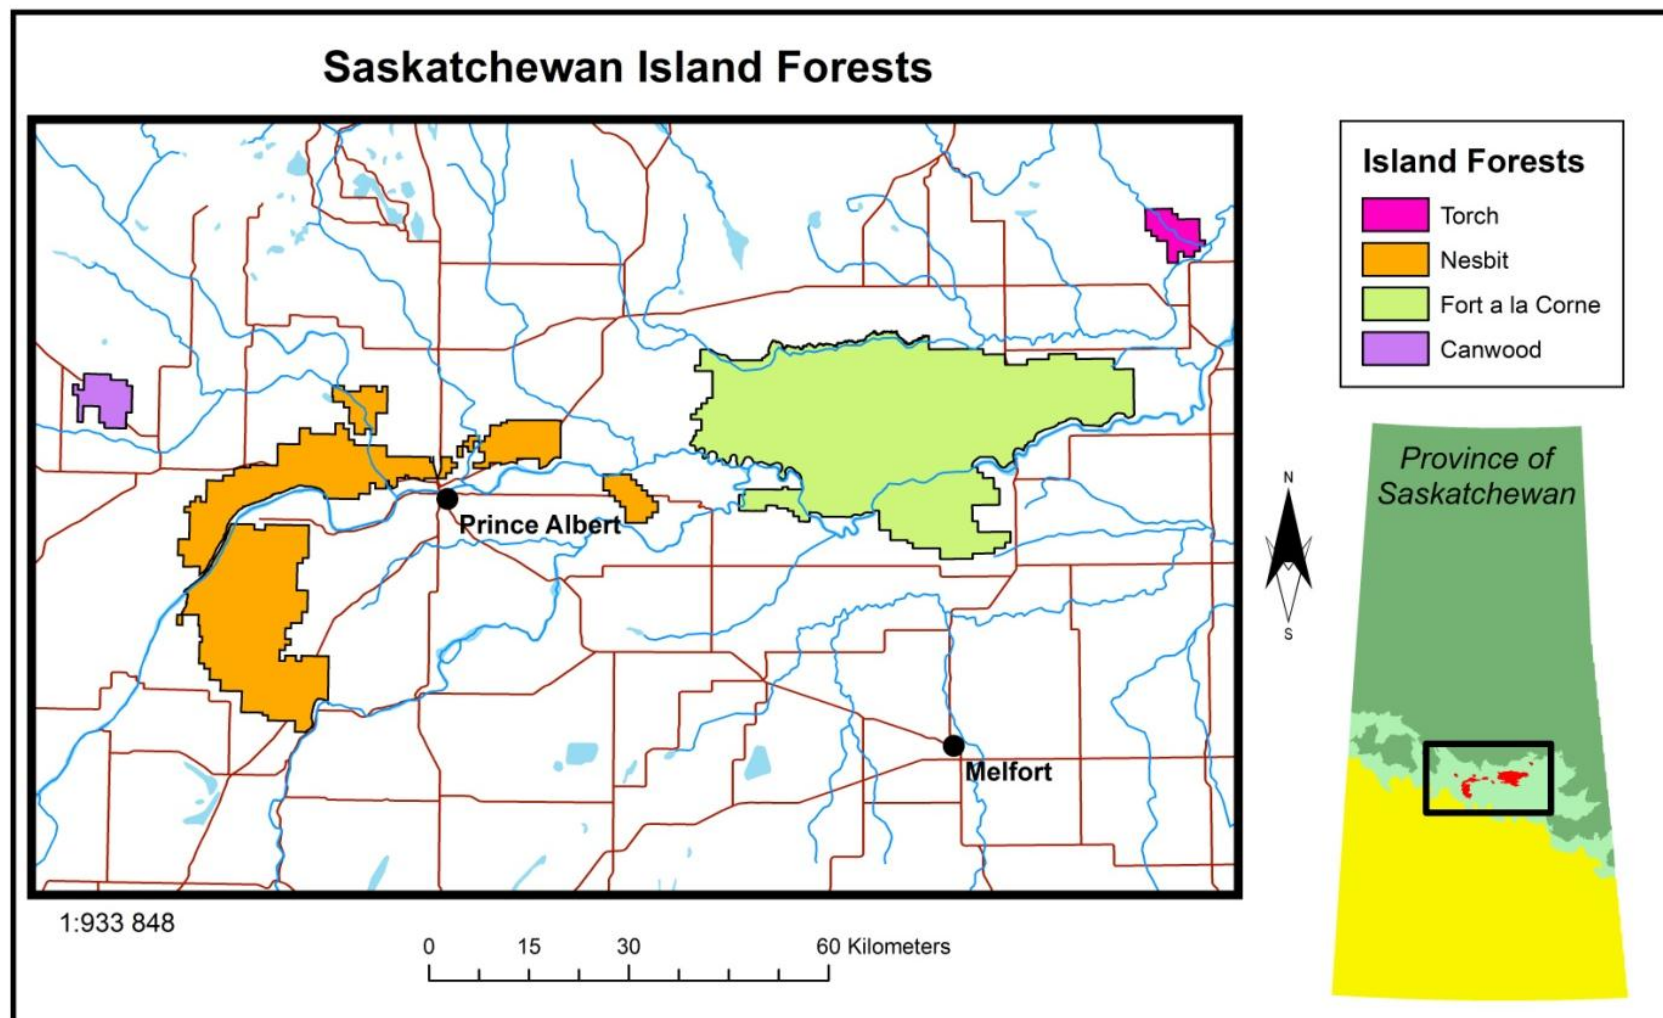 Saskatchewan Island Forests
Island Forests
Torch
Nesbit
Fort a la Corne
Canwood
Prince Albert
Melfort
Province of
Saskatchewan
N
S
1:933 848
0 15 30 60 Kilometers